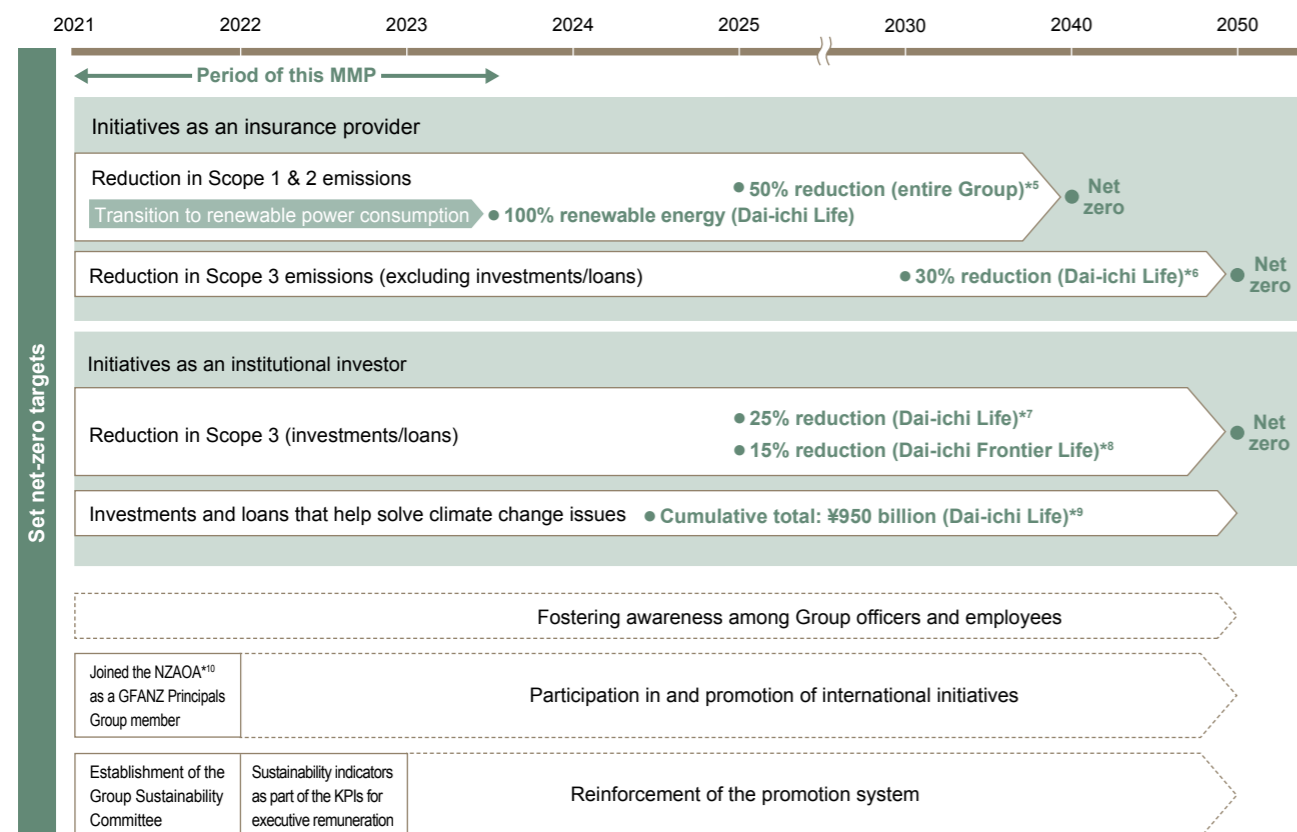 2021 2022 2023 2024 2025 2030 2040 2050
Period of this MMP
Set net-zero targets
Initiatives as an insurance provider
Reduction in Scope 1 & 2 emissions
50% reduction (entire Group)*5
Net
zero
Transition to renewable power consumption
100% renewable energy (Dai-ichi Life)
Reduction in Scope 3 emissions (excluding investments/loans)
30% reduction (Dai-ichi Life)*6
Net
zero
Initiatives as an institutional investor
Reduction in Scope 3 (investments/loans)
25% reduction (Dai-ichi Life)*7
15% reduction (Dai-ichi Frontier Life)*8
Net
zero
Investments and loans that help solve climate change issues
Cumulative total: ¥950 billion (Dai-ichi Life)*9
Fostering awareness among Group officers and employees
Joined the NZAOA*10
as a GFANZ Principals
Group member
Participation in and promotion of international initiatives
Establishment of the
Group Sustainability
Committee
Sustainability indicators
as part of the KPIs for
executive remuneration
Reinforcement of the promotion system